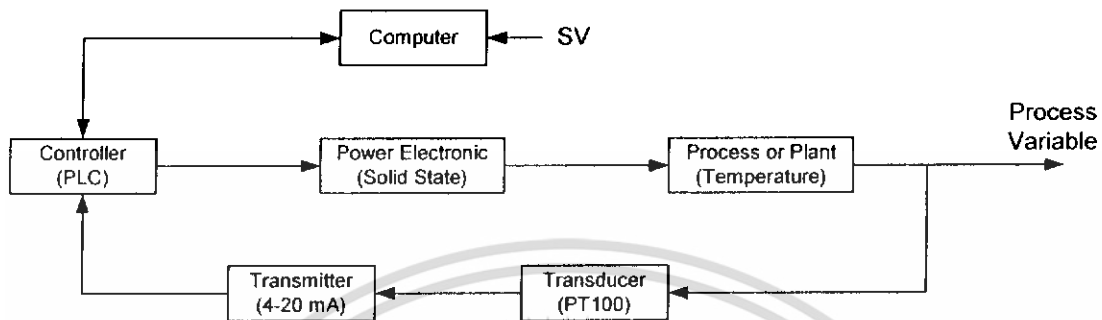 Computer
SV
Process
Variable
Controller
(PLC)
Power Electronic
(Solid State)
Process or Plant
(Temperature)
Transmitter
(4-20 mA)
Transducer
(PT100)